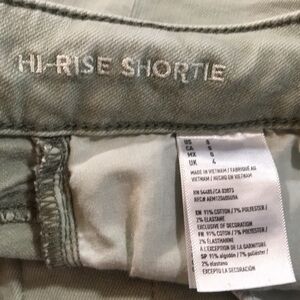 HI-RISE SHORTIE
US
CA
MX
UK 4
MADE IN VIETNAM / FABRIQUÉ AU
VIETNAM / HECHO EN VIETNAM
EN 91% COTTON / 7% POLYESTER /
2% ELASTANE
EXCLUSIVE OF DECORATION
FR 91% COTON / 7% POLYESTER /
2% ÉLASTHANNE
À L'EXCEPTION DE LA GARNITURE
SP 91% algodón / 7% poliéster /
2% elastano
EXCEPTO LA DECORACIÓN